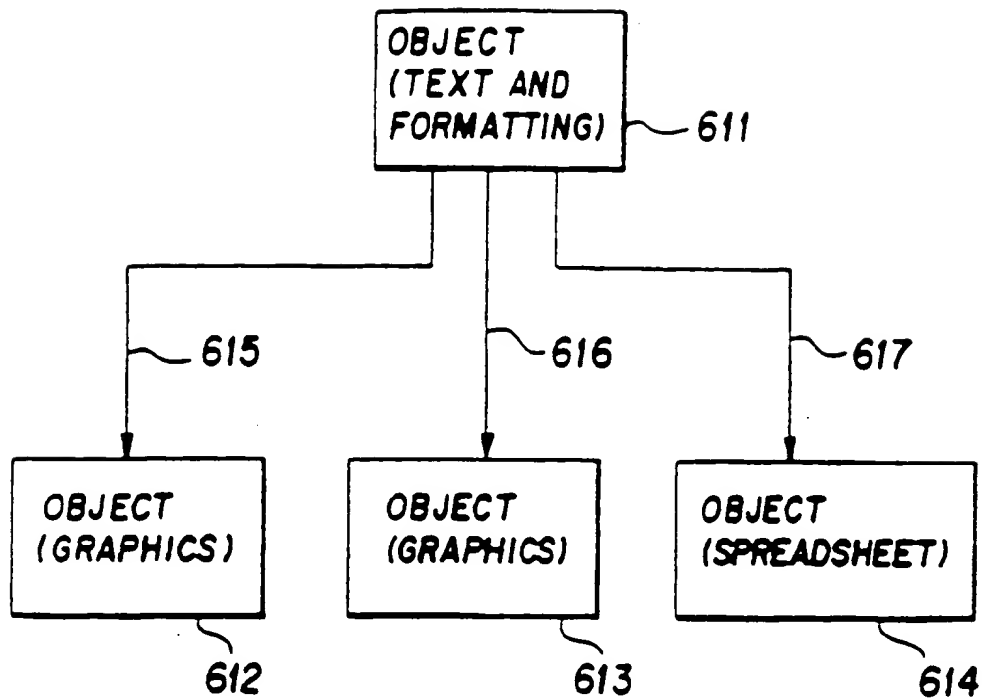 OBJECT
(TEXT AND
FORMATTING)
611
615
616
617
OBJECT
(GRAPHICS)
OBJECT
(GRAPHICS)
OBJECT
(SPREADSHEET)
612
613
614